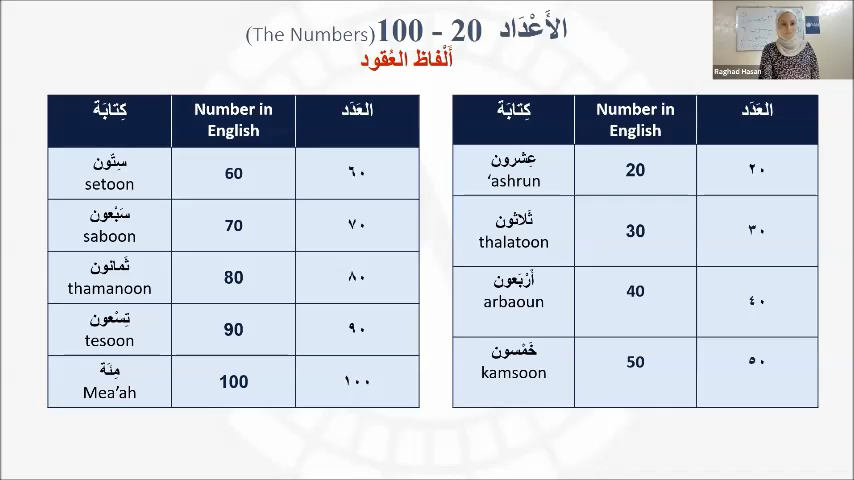 الأَعْدَاد 20 - 100 (The Numbers)
أَلْفاظ العُقود
Raghad Hasan
العَدَد Number in English كِتابَة
٢٠ 20 عِشرون
‘ashrun
٣٠ 30 ثَلاثون
thalatoon
٤٠ 40 أَرْبَعون
arbaoun
٥٠ 50 خَمْسون
kamsoon
العَدَد Number in English كِتابَة
٦٠ 60 سِتّون
setoon
٧٠ 70 سَبْعون
saboon
٨٠ 80 ثَمانون
thamanoon
٩٠ 90 تِسْعون
tesoon
١٠٠ 100 مِئَة
Mea’ah